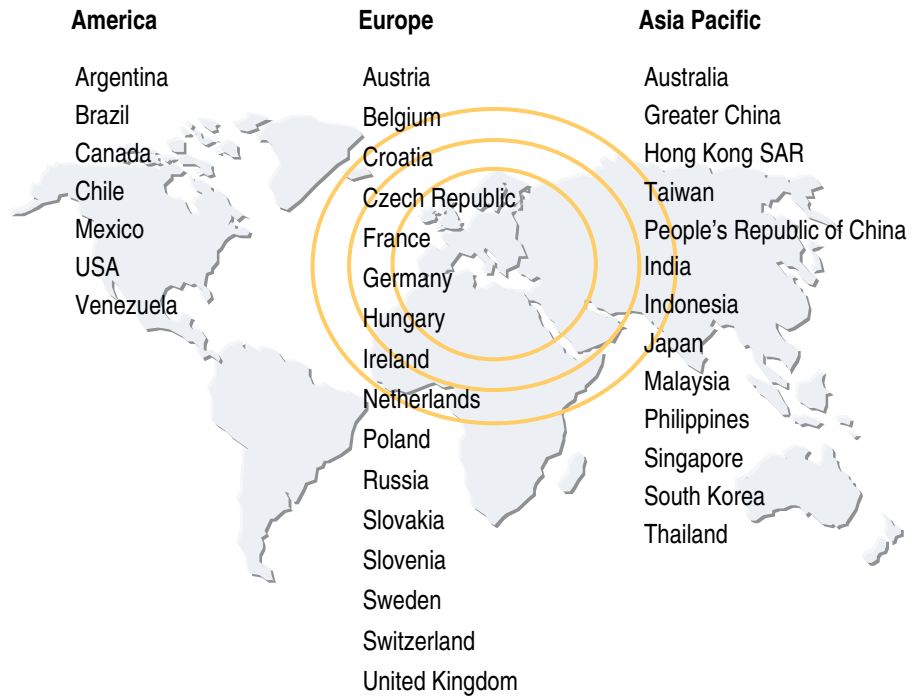 America
Argentina
Brazil
Canada
Chile
Mexico
USA
Venezuela
Europe
Austria
Belgium
Croatia
Czech Republic
France
Germany
Hungary
Ireland
Netherlands
Poland
Russia
Slovakia
Slovenia
Sweden
Switzerland
United Kingdom
Asia Pacific
Australia
Greater China
Hong Kong SAR
Taiwan
People's Republic of China
India
Indonesia
Japan
Malaysia
Philippines
Singapore
South Korea
Thailand